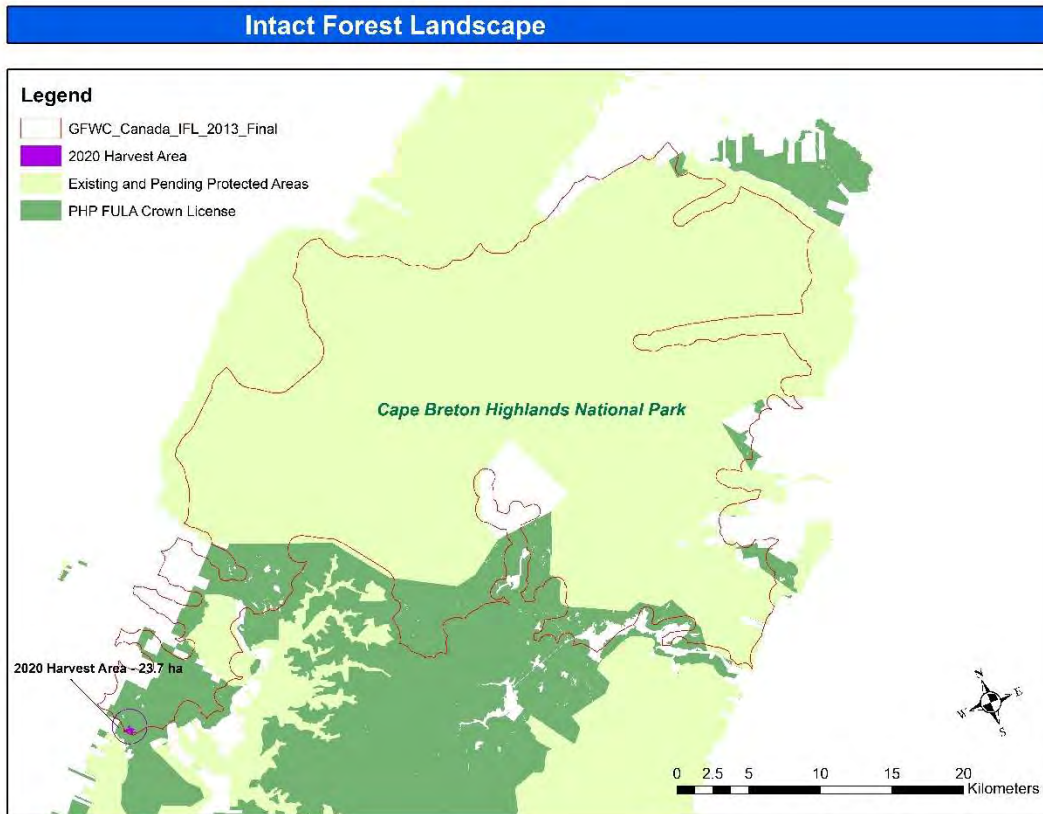 Intact Forest Landscape
Legend
GFWC_Canada_IFL_2013_Final
2020 Harvest Area
Existing and Pending Protected Areas
PHP FULA Crown License
Cape Breton Highlands National Park
2020 Harvest Area - 23.7 ha
N
W E
S
0 2.5 5 10 15 20
Kilometers